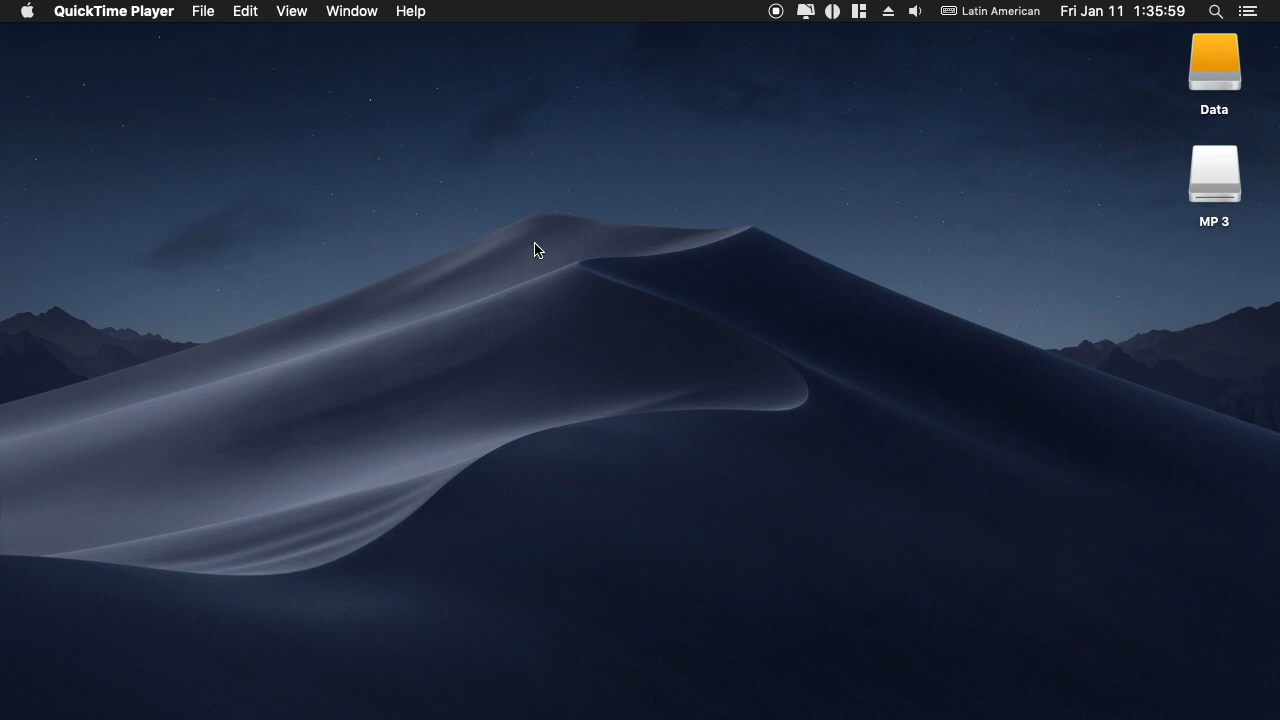 QuickTime Player File Edit View Window Help Latin American Fri Jan 11 1:35:59
Data
MP 3